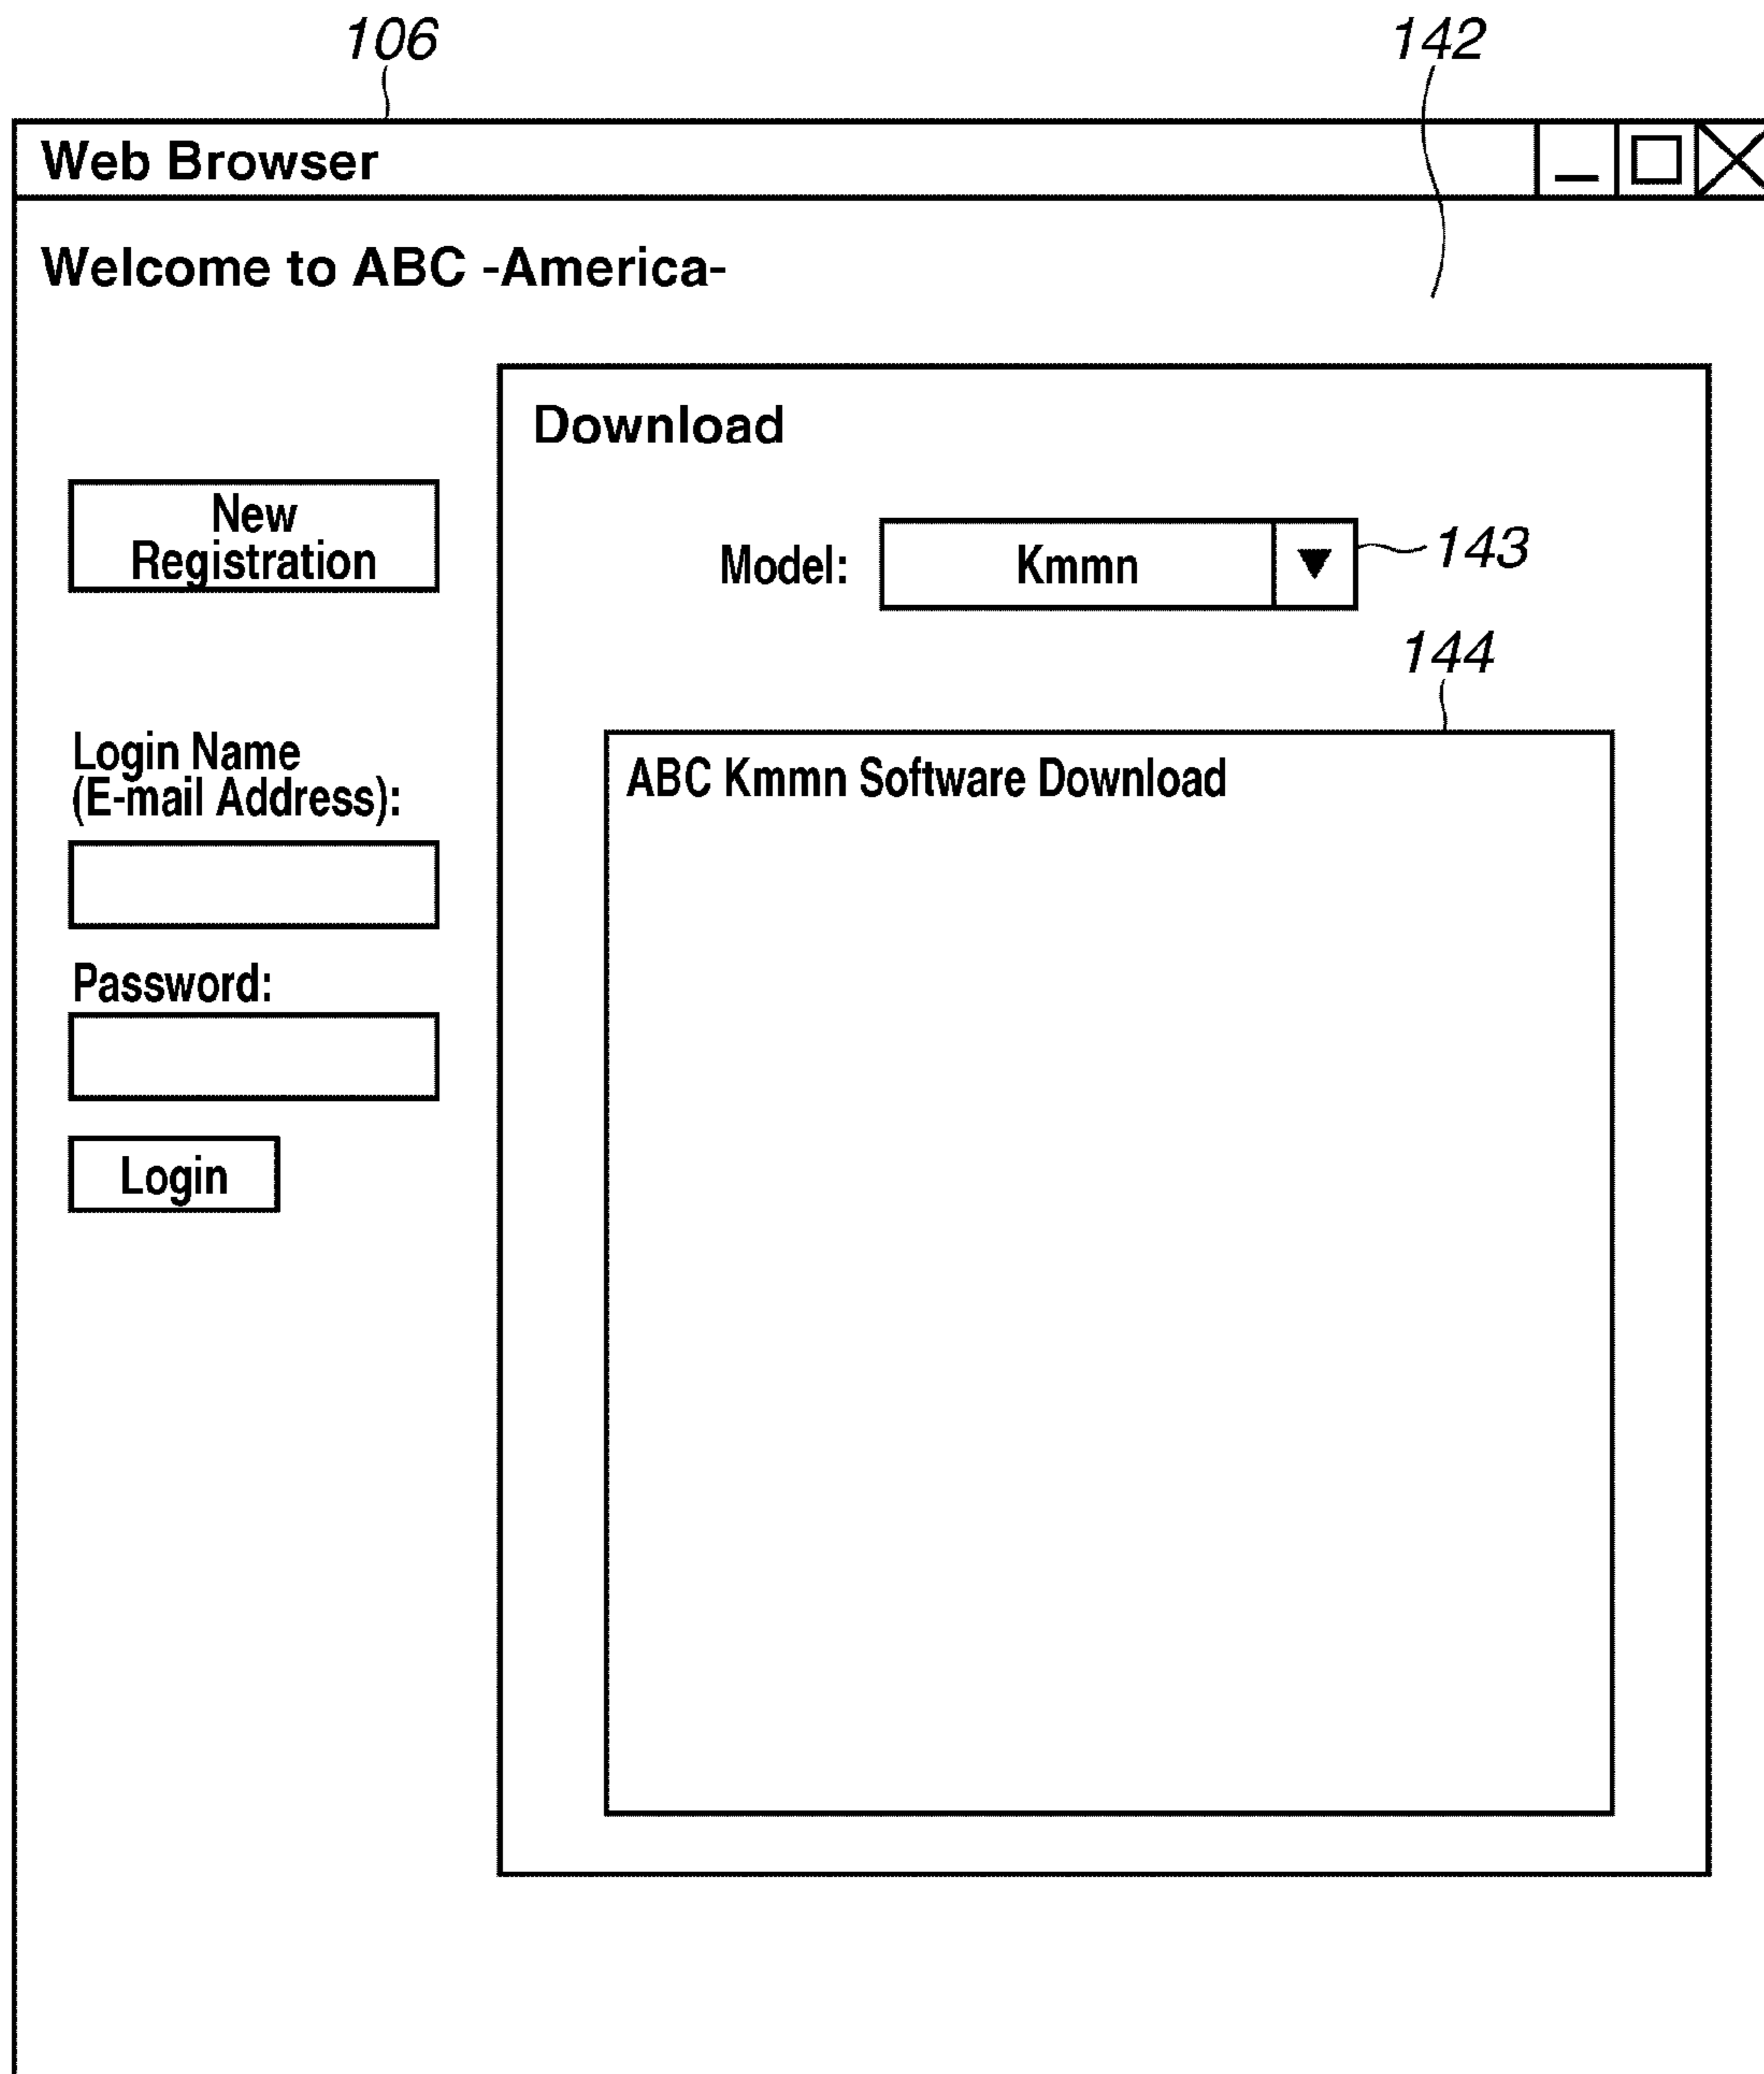 106
142
Web Browser
Welcome to ABC -America-
Download
New
Registration
Model:
Kmmn
143
144
Login Name
(E-mail Address):
ABC Kmmn Software Download
Password:
Login